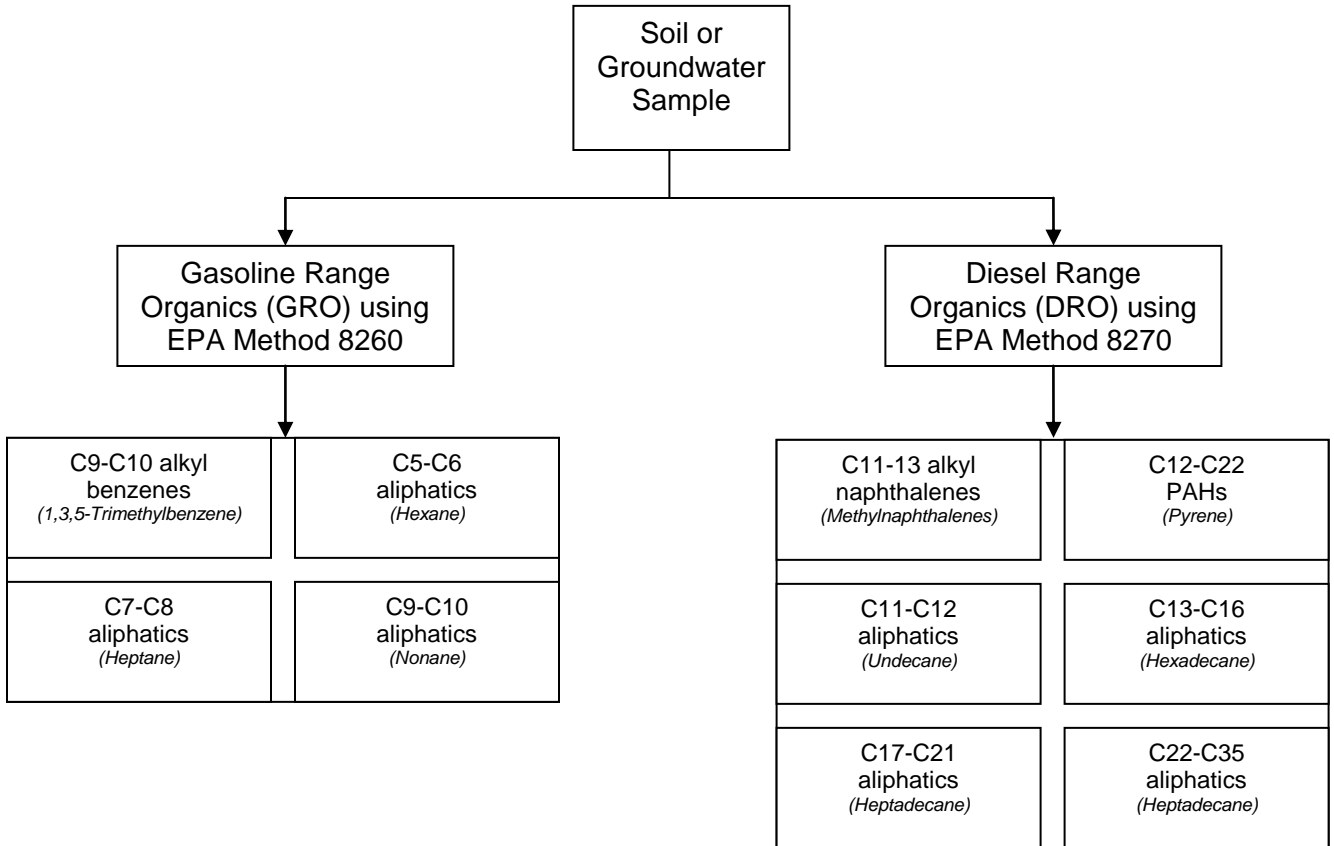 Soil or
Groundwater
Sample
Gasoline Range
Organics (GRO) using
EPA Method 8260
Diesel Range
Organics (DRO) using
EPA Method 8270
C9-C10 alkyl
benzenes
(1,3,5-Trimethylbenzene)
C5-C6
aliphatics
(Hexane)
C7-C8
aliphatics
(Heptane)
C9-C10
aliphatics
(Nonane)
C11-13 alkyl
naphthalenes
(Methylnaphthalenes)
C12-C22
PAHs
(Pyrene)
C11-C12
aliphatics
(Undecane)
C13-C16
aliphatics
(Hexadecane)
C17-C21
aliphatics
(Heptadecane)
C22-C35
aliphatics
(Heptadecane)